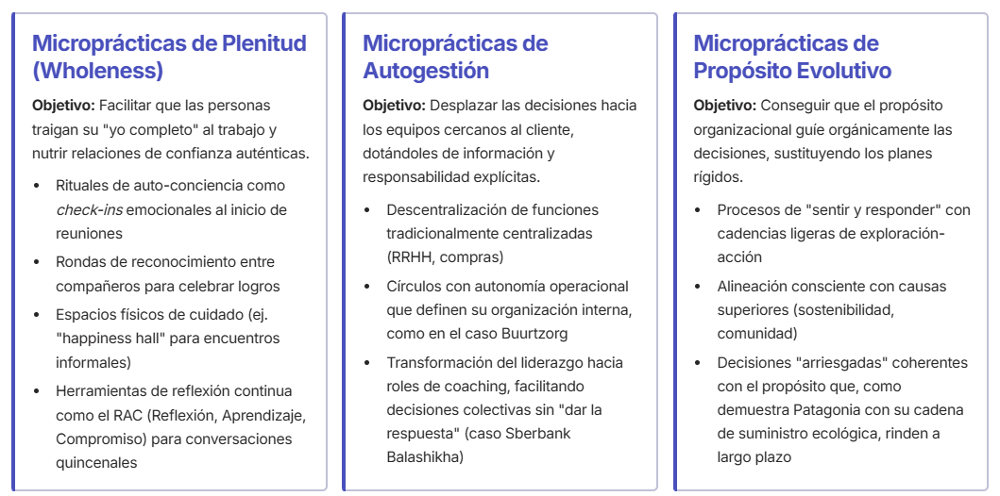 Microprácticas de Plenitud
(Wholeness)
Objetivo: Facilitar que las personas
traigan su "yo completo" al trabajo y
nutrir relaciones de confianza auténticas.
• Rituales de auto-conciencia como
check-ins emocionales al inicio de
reuniones
• Rondas de reconocimiento entre
compañeros para celebrar logros
• Espacios físicos de cuidado (ej.
"happiness hall" para encuentros
informales)
• Herramientas de reflexión continua
como el RAC (Reflexión, Aprendizaje,
Compromiso) para conversaciones
quincenales
Microprácticas de
Autogestión
Objetivo: Desplazar las decisiones hacia
los equipos cercanos al cliente,
dotándoles de información y
responsabilidad explícitas.
• Descentralización de funciones
tradicionalmente centralizadas
(RRHH, compras)
• Círculos con autonomía operacional
que definen su organización interna,
como en el caso Buurtzorg
• Transformación del liderazgo hacia
roles de coaching, facilitando
decisiones colectivas sin "dar la
respuesta" (caso Sberbank
Balashikha)
Microprácticas de
Propósito Evolutivo
Objetivo: Conseguir que el propósito
organizacional guíe orgánicamente las
decisiones, sustituyendo los planes
rígidos.
• Procesos de "sentir y responder" con
cadencias ligeras de exploración-
acción
• Alineación consciente con causas
superiores (sostenibilidad,
comunidad)
• Decisiones "arriesgadas" coherentes
con el propósito que, como
demuestra Patagonia con su cadena
de suministro ecológica, rinden a
largo plazo